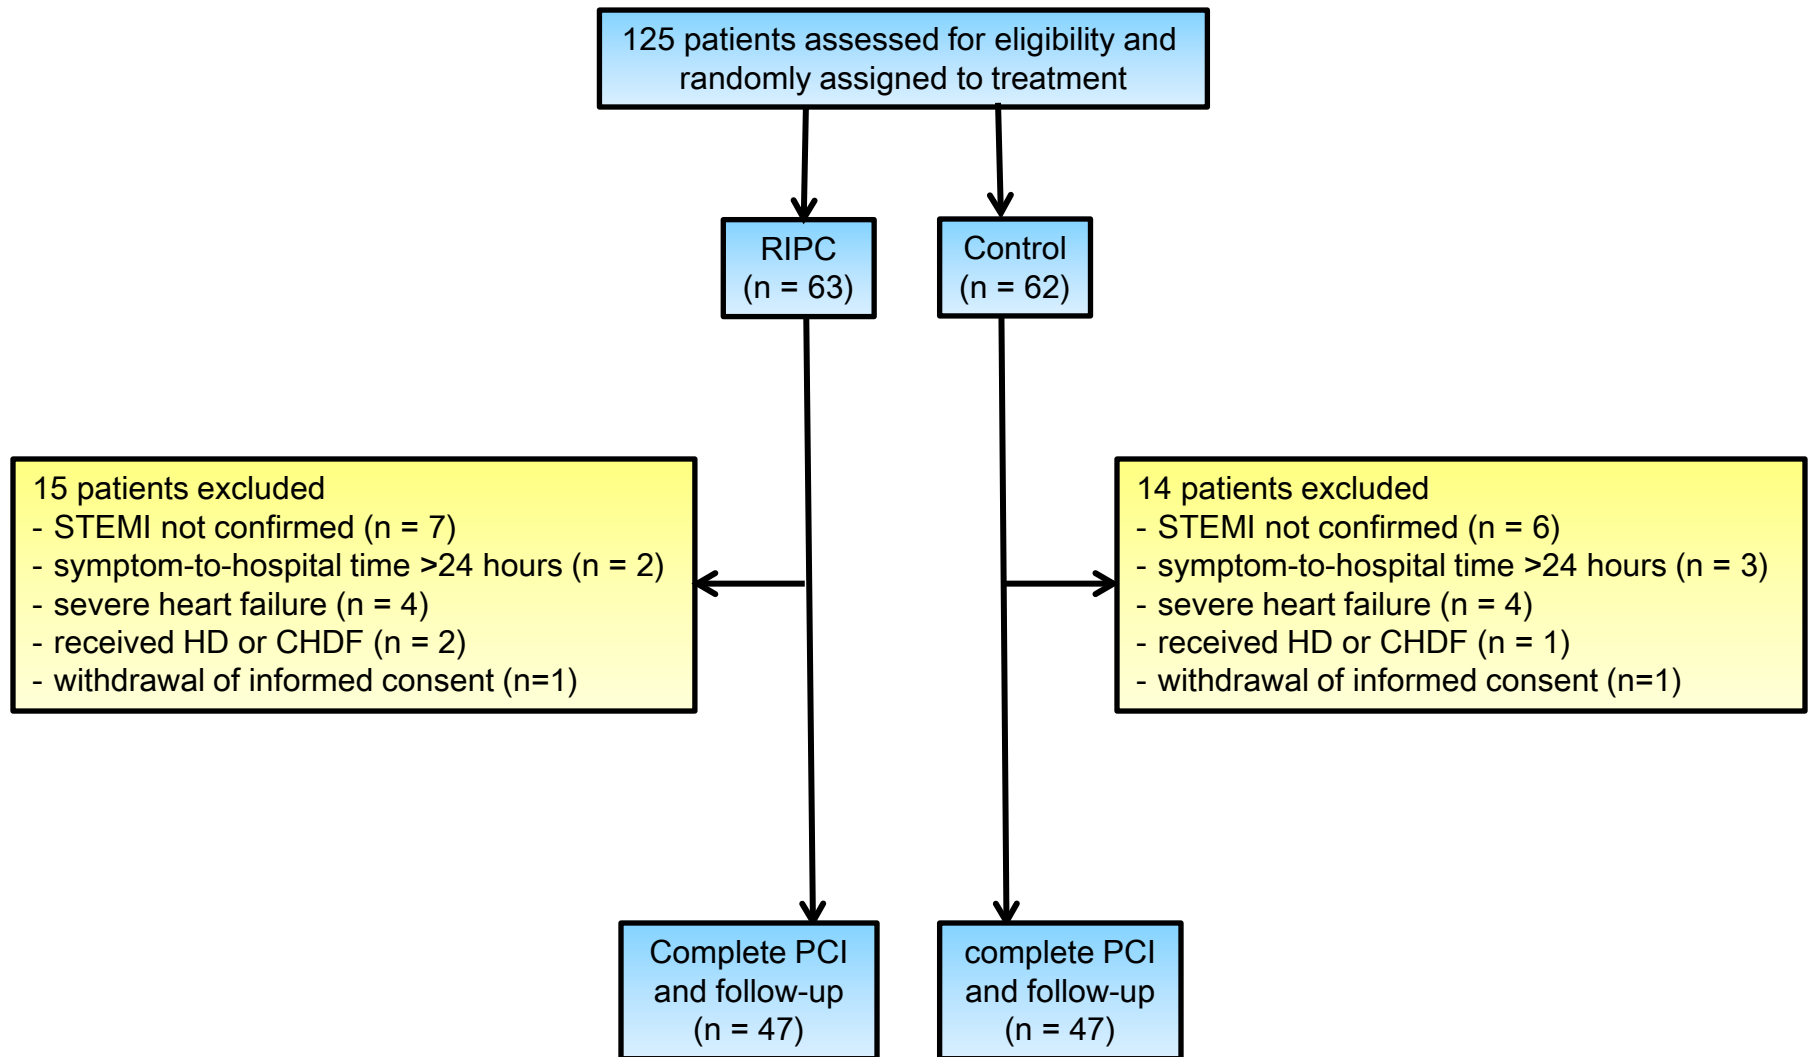 125 patients assessed for eligibility and
randomly assigned to treatment
RIPC
(n = 63)
Control
(n = 62)
15 patients excluded
- STEMI not confirmed (n = 7)
- symptom-to-hospital time >24 hours (n = 2)
- severe heart failure (n = 4)
- received HD or CHDF (n = 2)
- withdrawal of informed consent (n=1)
14 patients excluded
- STEMI not confirmed (n = 6)
- symptom-to-hospital time >24 hours (n = 3)
- severe heart failure (n = 4)
- received HD or CHDF (n = 1)
- withdrawal of informed consent (n=1)
Complete PCI
and follow-up
(n = 47)
complete PCI
and follow-up
(n = 47)